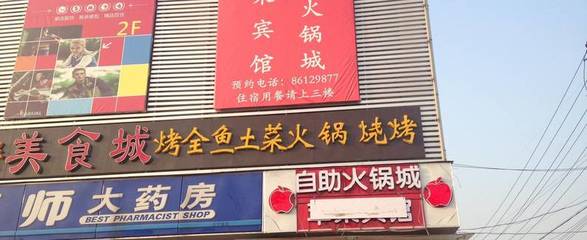 2F
宾馆
火锅城
预约电话：86129877
住宿用餐请上三楼
美食城
烤全鱼土菜火锅 烧烤
师大药房
BEST PHARMACIST SHOP
自助火锅城